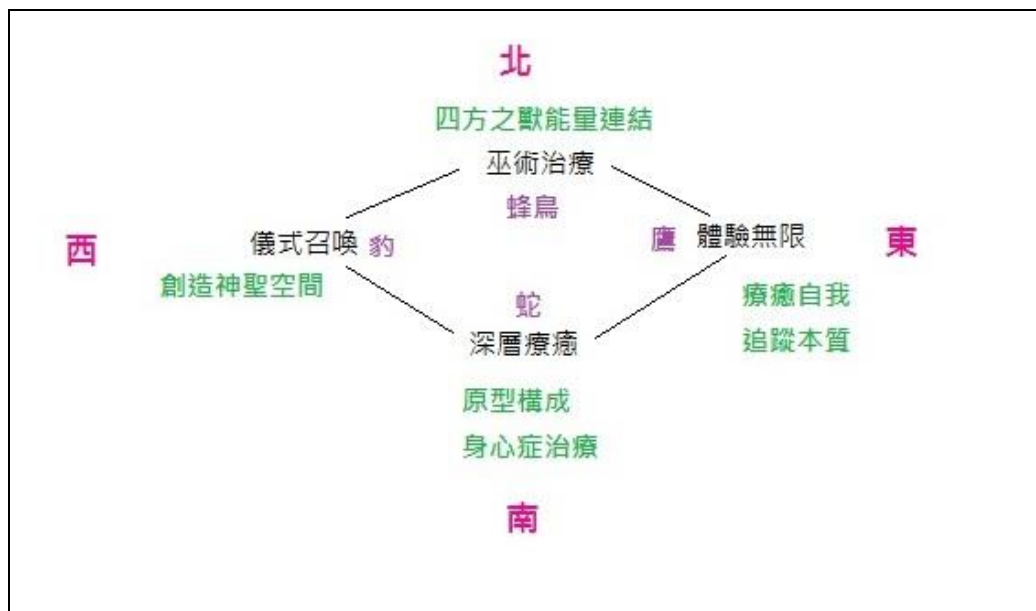 北
四方之獸能量連結
巫術治療
蜂鳥
西
儀式召喚
豹
鷹
體驗無限
東
創造神聖空間
蛇
療癒自我
深層療癒
追蹤本質
原型構成
身心症治療
南